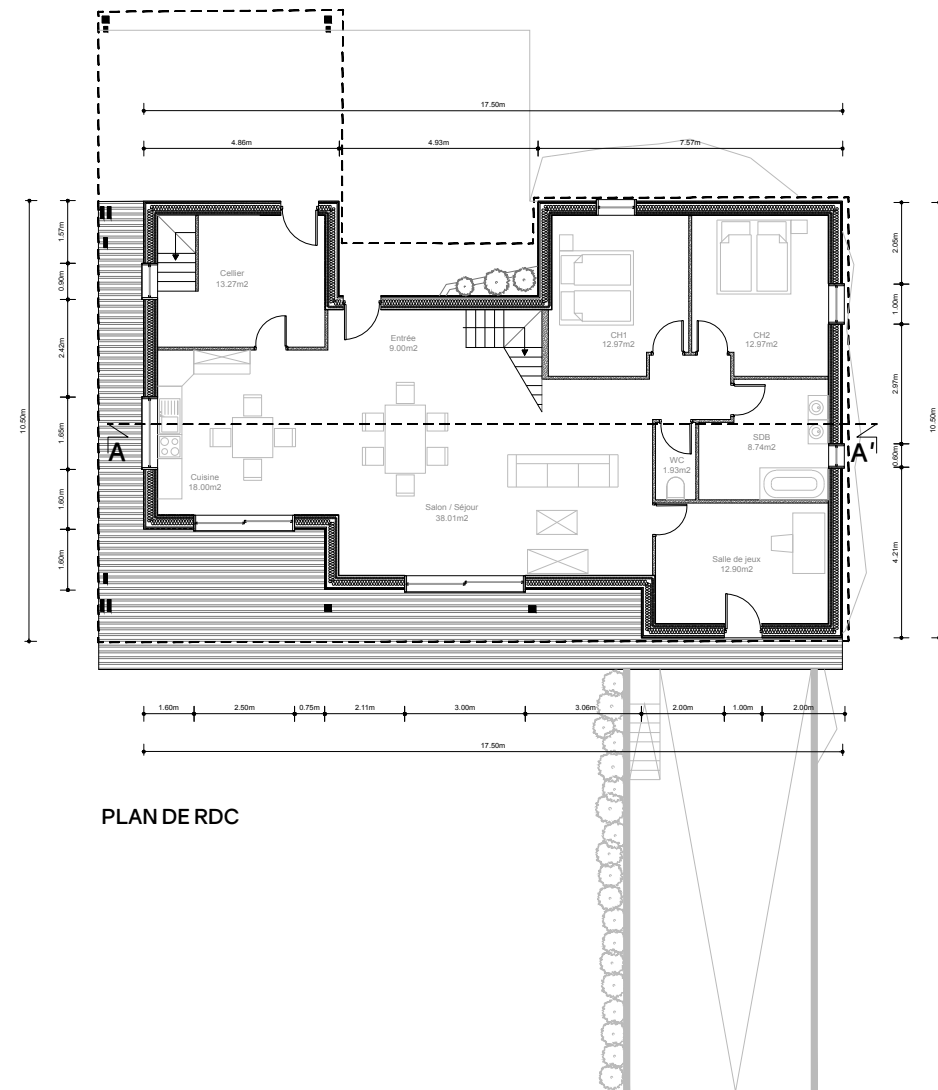 17.50m
4.86m
4.93m
7.57m
10.50m
1.57m
0.90m
2.42m
1.65m
1.60m
1.60m
2.05m
1.00m
2.97m
0.60m
4.21m
10.50m
Cellier
13.27m2
Entrée
9.00m2
CH1
12.97m2
CH2
12.97m2
A
A'
SDB
8.74m2
WC
1.93m2
Cuisine
18.00m2
Salon / Séjour
38.01m2
Salle de jeux
12.90m2
1.60m
2.50m
0.75m
2.11m
3.00m
3.06m
2.00m
1.00m
2.00m
17.50m
PLAN DE RDC